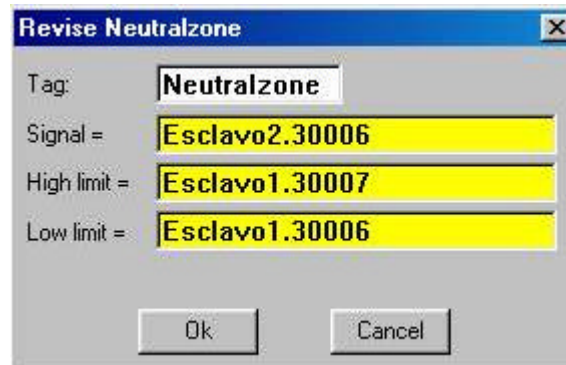 Revise Neutralzone
Tag: Neutralzone
Signal = Esclavo2.30006
High limit = Esclavo1.30007
Low limit = Esclavo1.30006
Ok Cancel